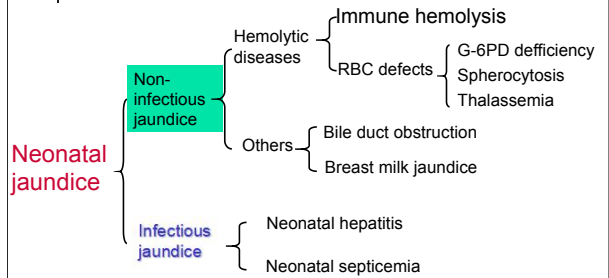 Immune hemolysis
Hemolytic
diseases
G-6PD defficiency
RBC defects
Spherocytosis
Thalassemia
Non-
infectious
jaundice
Bile duct obstruction
Others
Breast milk jaundice
Neonatal
jaundice
Neonatal hepatitis
Infectious
jaundice
Neonatal septicemia